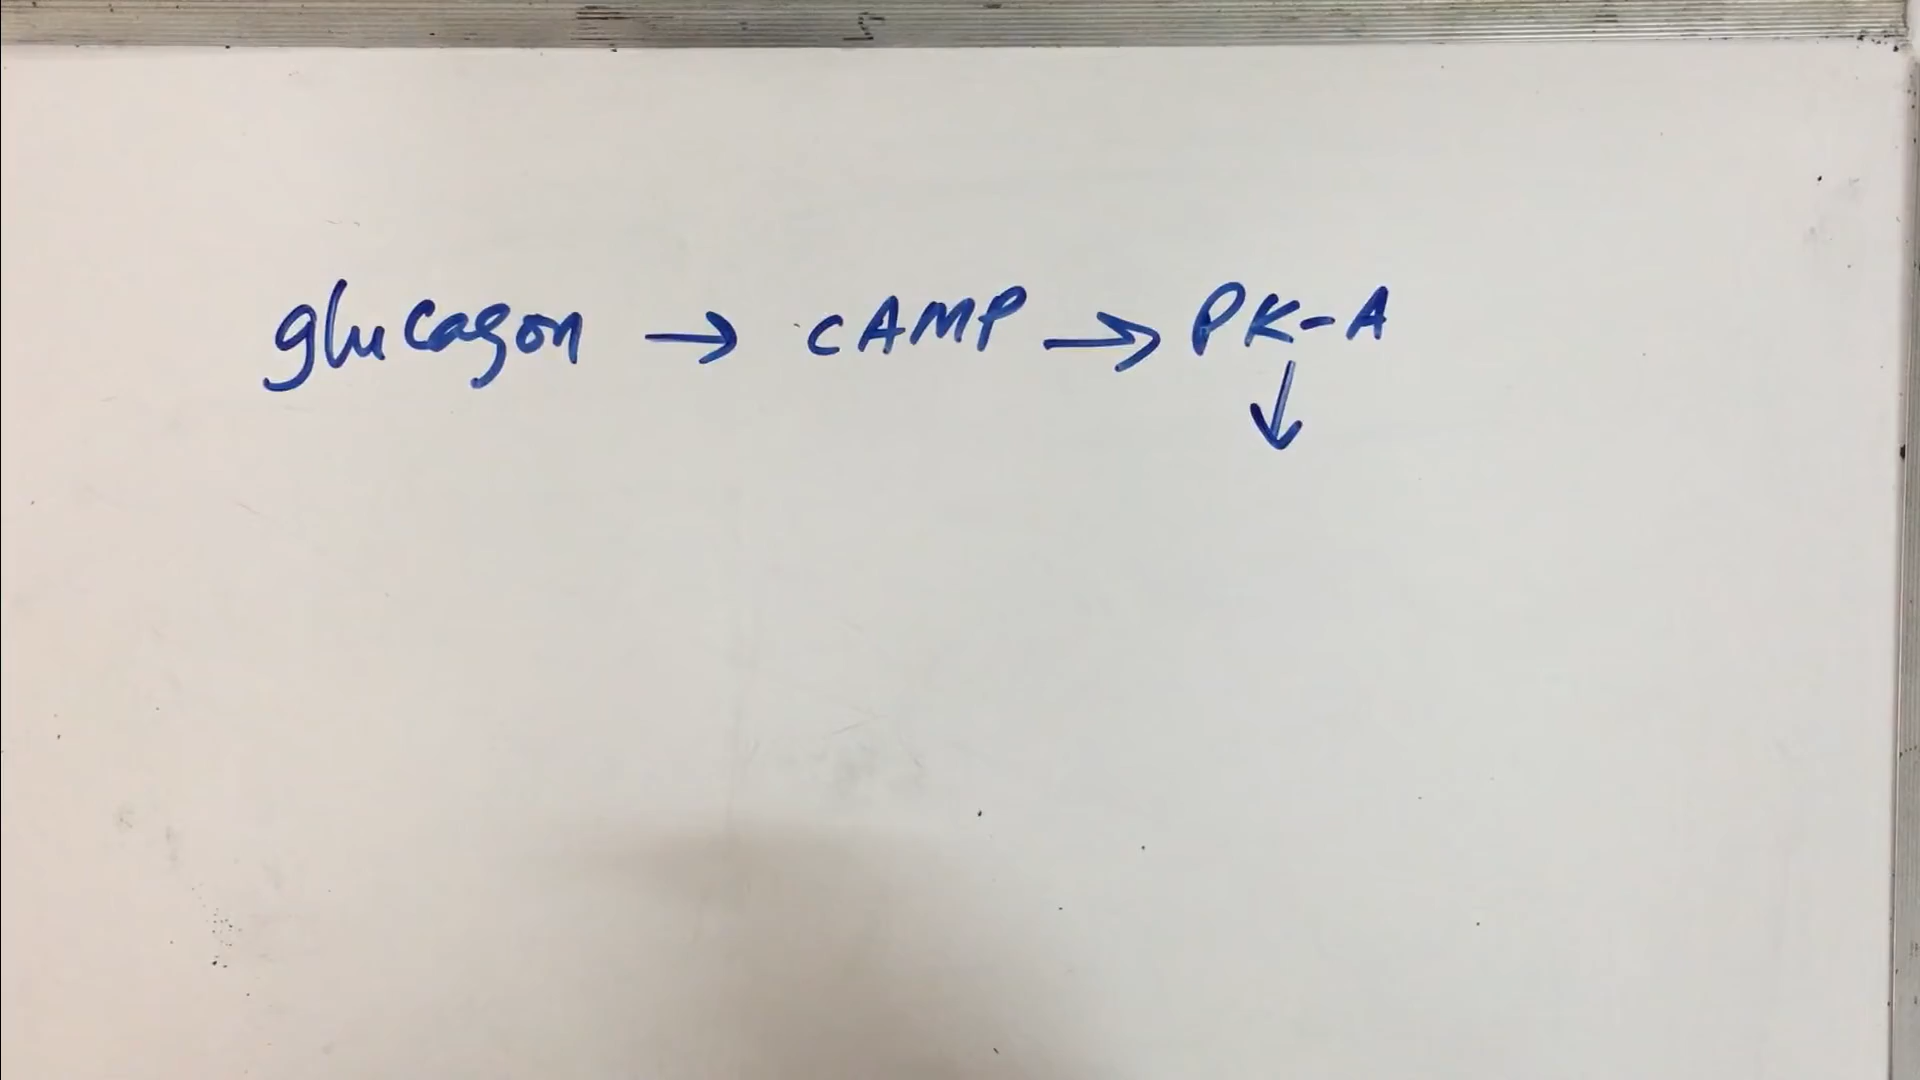 glucagon → cAMP → PK-A
↓